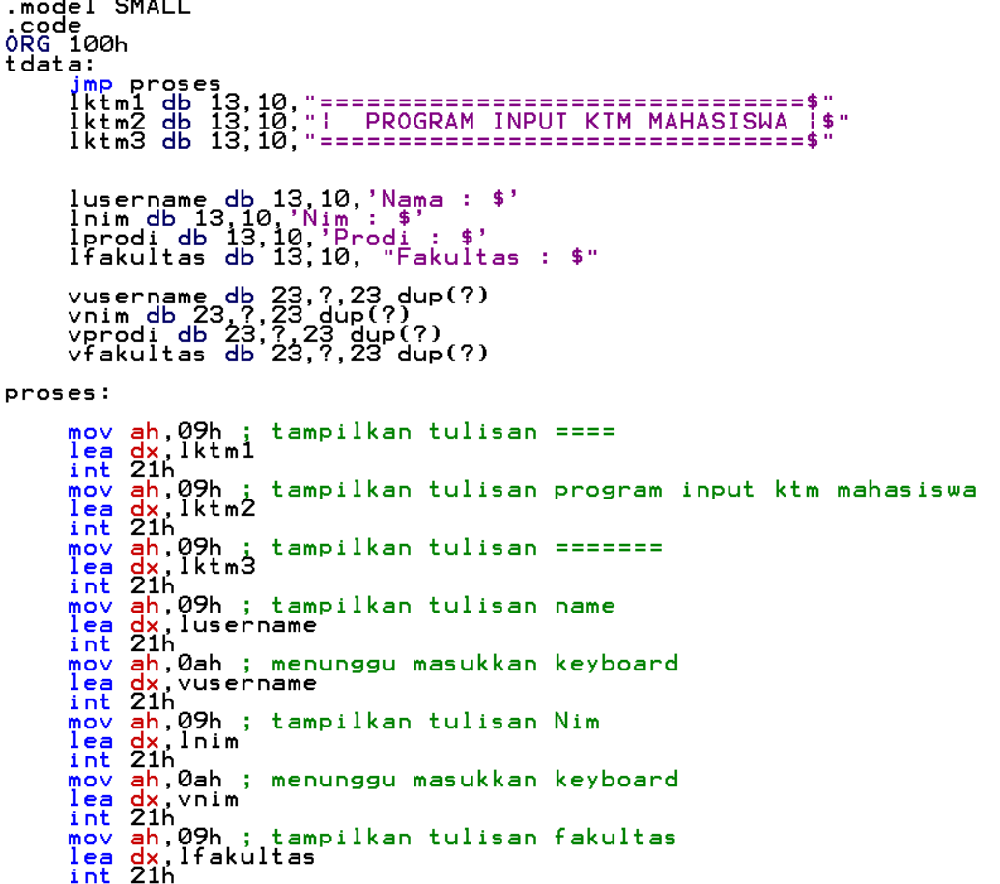 .model SMALL
.code
ORG 100h
tdata:
jmp proses
lktm1 db 13,10,"===============================$"
lktm2 db 13,10,"¦  PROGRAM INPUT KTM MAHASISWA ¦$"
lktm3 db 13,10,"===============================$"
lusername db 13,10,'Nama : $'
lnim db 13,10,'Nim : $'
lprodi db 13,10,'Prodi : $'
lfakultas db 13,10, "Fakultas : $"
vusername db 23,?,23 dup(?)
vnim db 23,?,23 dup(?)
vprodi db 23,?,23 dup(?)
vfakultas db 23,?,23 dup(?)
proses:
mov ah,09h ; tampilkan tulisan ====
lea dx,lktm1
int 21h
mov ah,09h ; tampilkan tulisan program input ktm mahasiswa
lea dx,lktm2
int 21h
mov ah,09h ; tampilkan tulisan =======
lea dx,lktm3
int 21h
mov ah,09h ; tampilkan tulisan name
lea dx,lusername
int 21h
mov ah,0ah ; menunggu masukkan keyboard
lea dx,vusername
int 21h
mov ah,09h ; tampilkan tulisan Nim
lea dx,lnim
int 21h
mov ah,0ah ; menunggu masukkan keyboard
lea dx,vnim
int 21h
mov ah,09h ; tampilkan tulisan fakultas
lea dx,lfakultas
int 21h